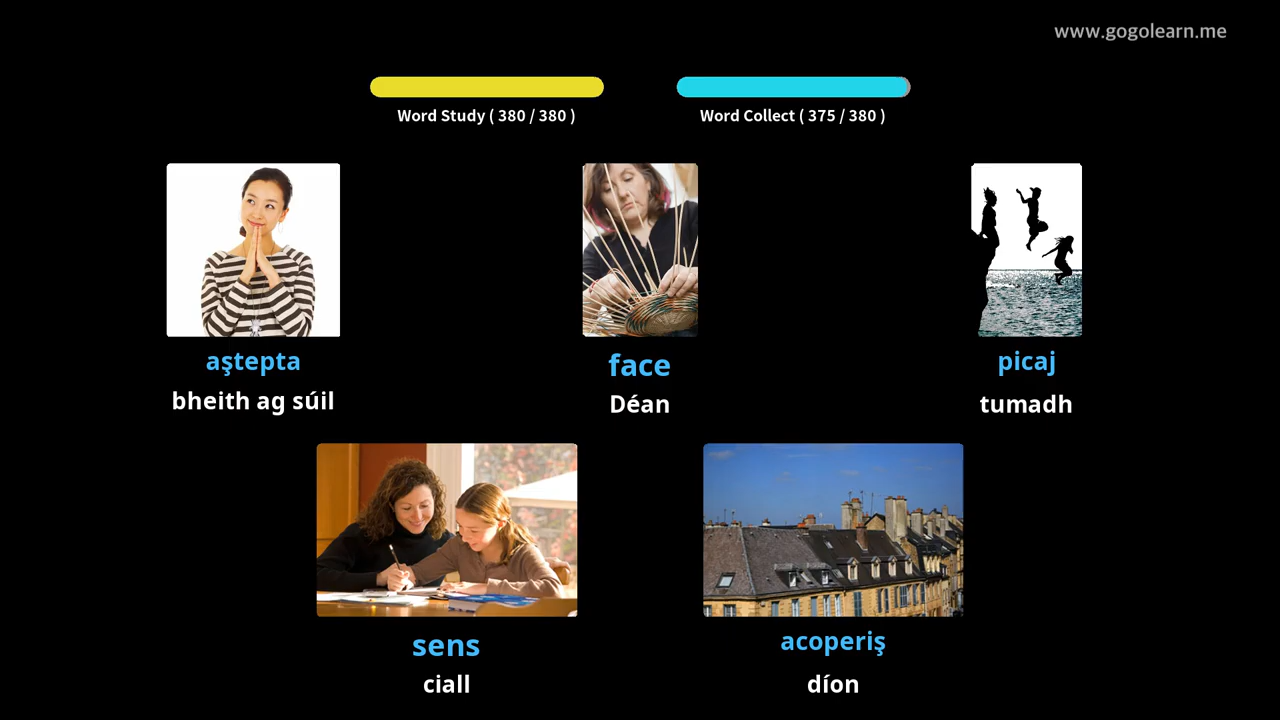 www.gogolearn.me
Word Study ( 380 / 380 )
Word Collect ( 375 / 380 )
aştepta
bheith ag súil
face
Déan
picaj
tumadh
sens
ciall
acoperiş
díon